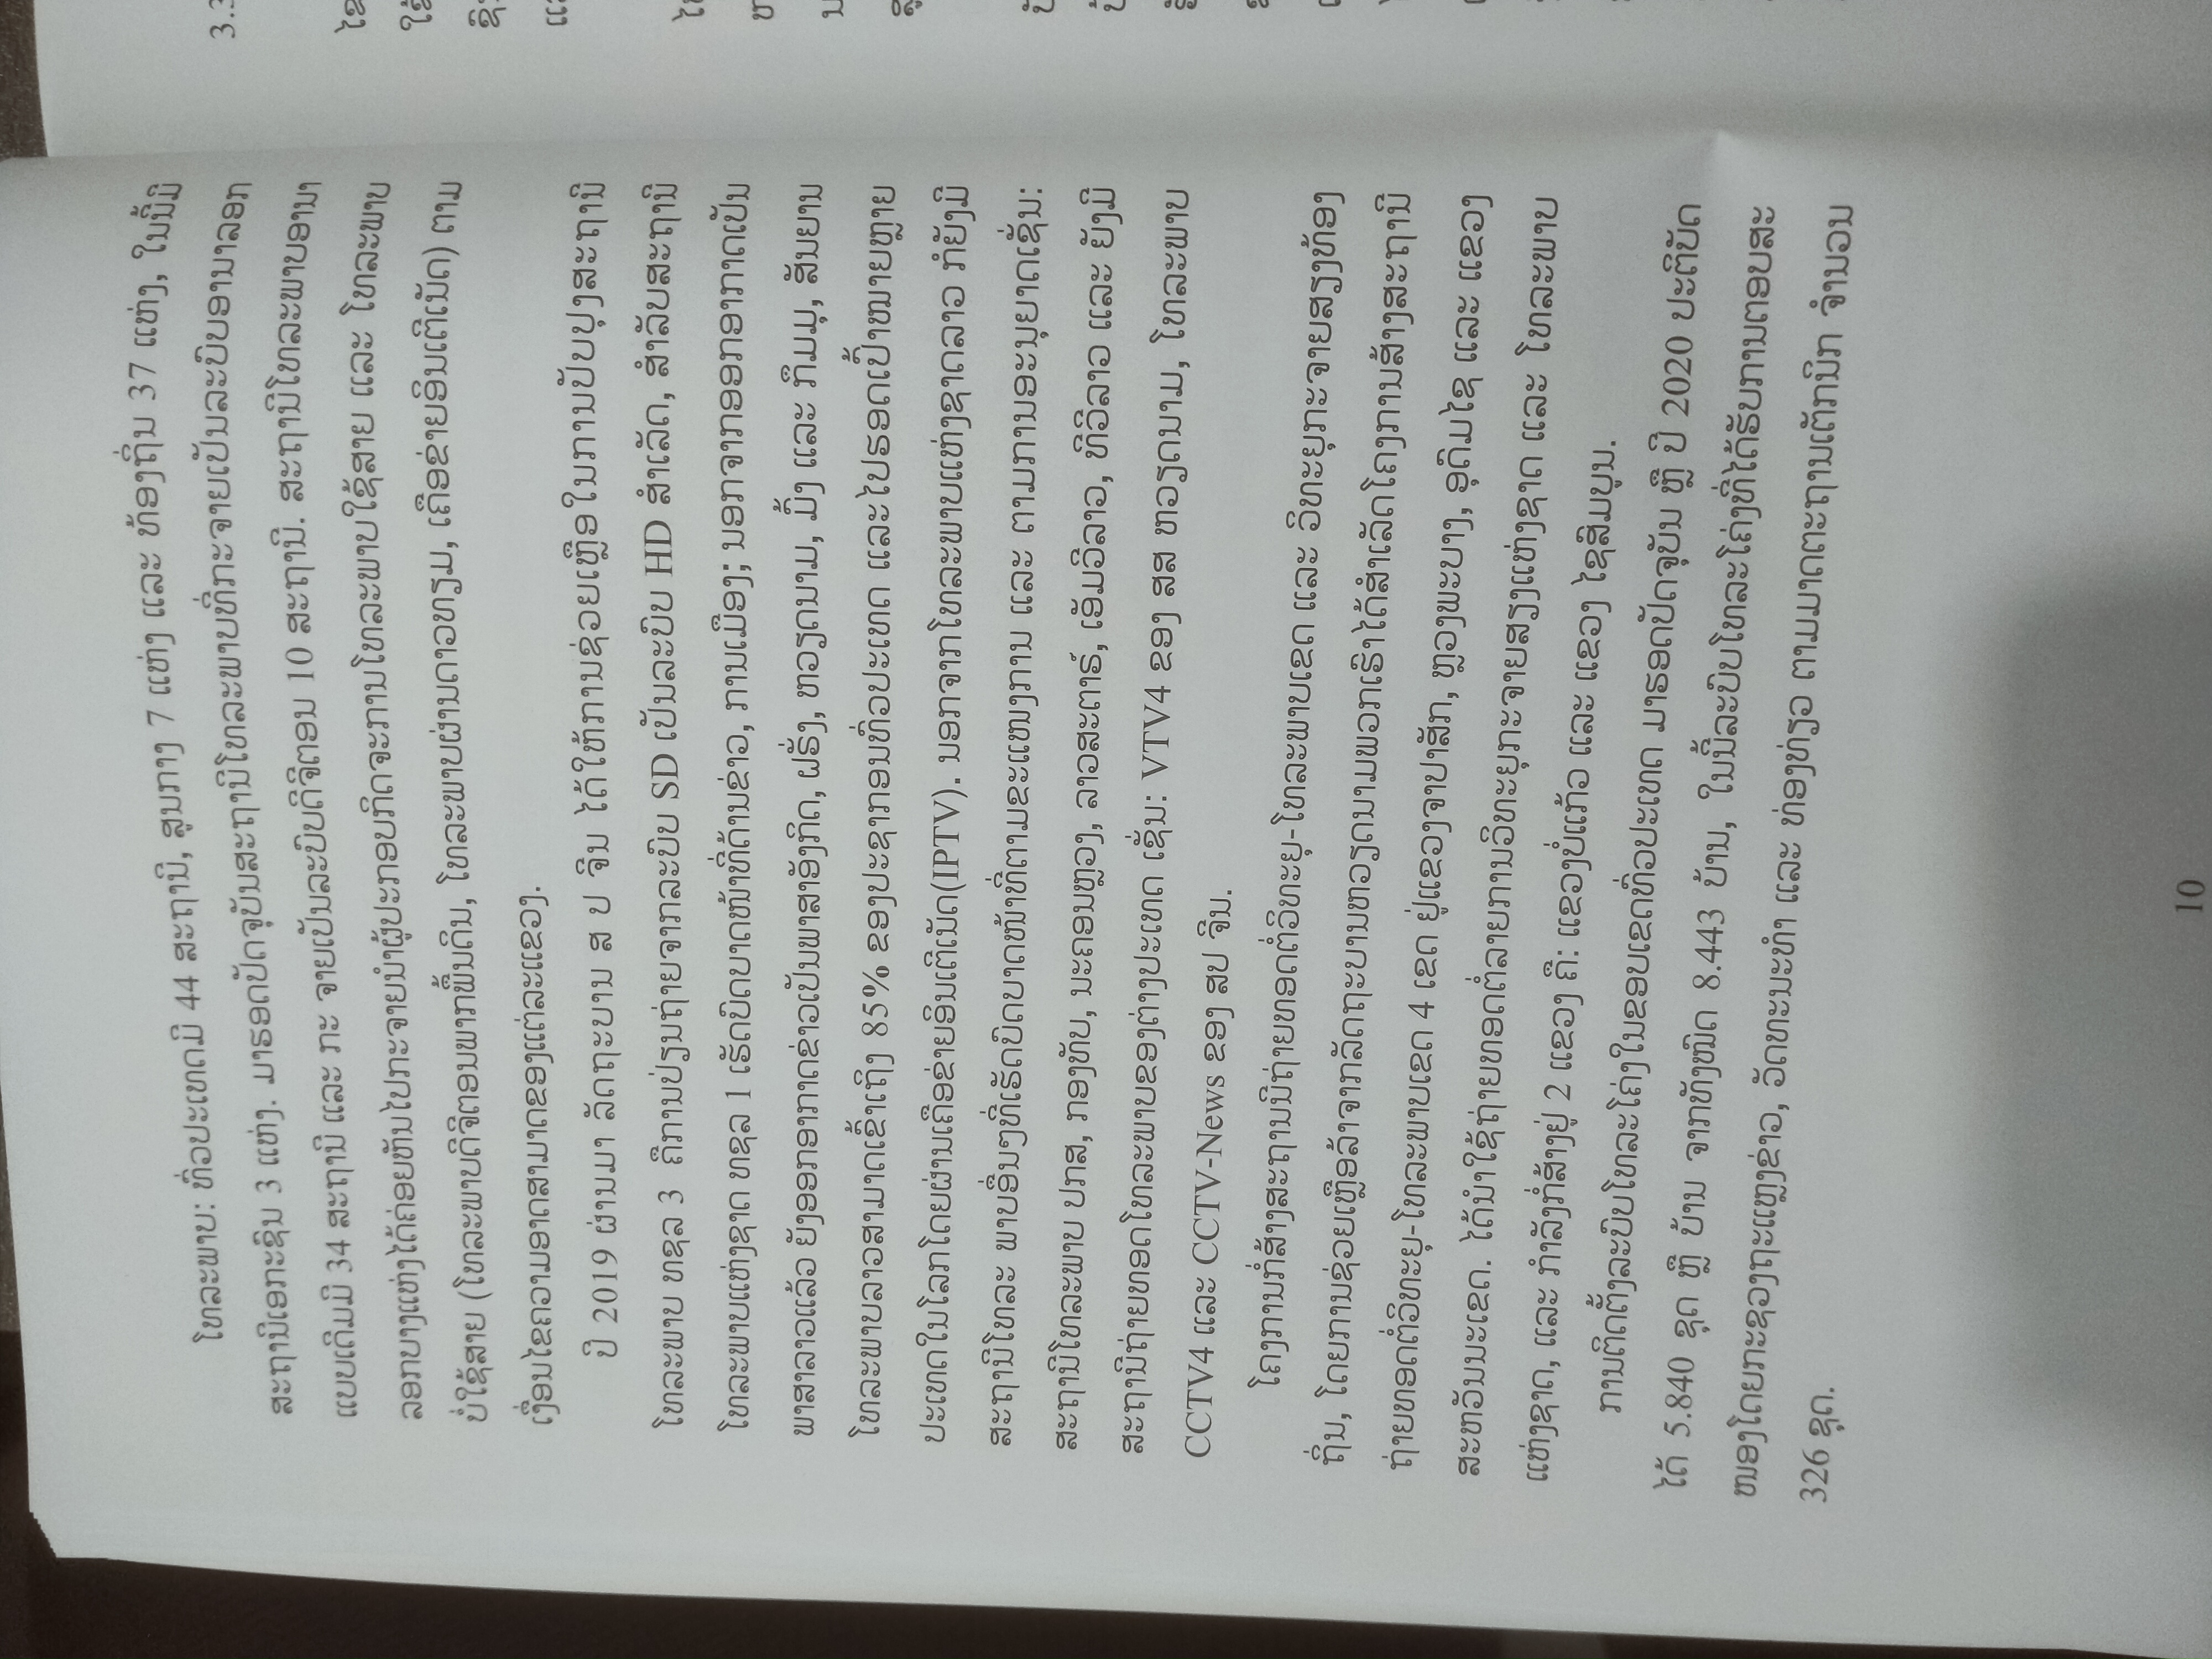 ໂທລະພາບ: ທົ່ວປະເທດມີ 44 ສະຖານີ, ສູນກາງ 7 ແຫ່ງ ແລະ ທ້ອງຖິ່ນ 37 ແຫ່ງ, ໃນນັ້ນມີ
ສະຖານີເອກະຊົນ 3 ແຫ່ງ. ມາຮອດປັດຈຸບັນສະຖານີໂທລະພາບທີ່ກະຈາຍເປັນລະບົບອານາລອກ
ແບບເດີມມີ 34 ສະຖານີ ແລະ ກະ ຈາຍເປັນລະບົບດິຈິຕອນ 10 ສະຖານີ. ສະຖານີໂທລະພາບອານາ
ລອກບາງແຫ່ງໄດ້ຄ່ອຍຫັນໄປກະຈາຍນຳຜູ້ປະກອບກິດຈະການໂທລະພາບໃຊ້ສາຍ ແລະ ໂທລະພາບ
ບໍ່ໃຊ້ສາຍ (ໂທລະພາບດິຈິຕອນພາກພື້ນດິນ, ໂທລະພາບຜ່ານດາວທຽມ, ເຄືອຂ່າຍອິນເຕີເນັດ) ຕາມ
ເງື່ອນໄຂຄວາມອາດສາມາດຂອງແຕ່ລະແຂວງ.
ປີ 2019 ຜ່ານມາ ລັດຖະບານ ສ ປ ຈີນ ໄດ້ໃຫ້ການຊ່ວຍເຫຼືອໃນການປັບປຸງສະຖານີ
ໂທລະພາບ ທຊລ 3 ຄືການປ່ຽນຖ່າຍຈາກລະບົບ SD ເປັນລະບົບ HD ສຳເລັດ, ສຳລັບສະຖານີ
ໂທລະພາບແຫ່ງຊາດ ທຊລ 1 ເຮັດບົດບາດໜ້າທີ່ດ້ານຂ່າວ, ການເມືອງ; ນອກຈາກອອກອາກາດເປັນ
ພາສາລາວແລ້ວ ຍັງອອກອາກາດຂ່າວເປັນພາສາອັງກິດ, ຝຣັ່ງ, ຫວຽດນາມ, ມົ້ງ ແລະ ກຶມມຸ, ສັນຍານ
ໂທລະພາບລາວສາມາດເຂົ້າເຖິງ 85% ຂອງປະຊາກອນທົ່ວປະເທດ ແລະໄປຮອດເປົ້າໝາຍຫຼາຍ
ປະເທດໃນໂລກໂດຍຜ່ານເຄືອຂ່າຍອິນເຕີເນັດ(IPTV). ນອກຈາກໂທລະພາບແຫ່ງຊາດລາວ ກໍຍັງມີ
ສະຖານີໂທລະ ພາບອື່ນໆທີ່ເຮັດບົດບາດໜ້າທີ່ຕາມຂະແໜງການ ແລະ ຕາມການອະນຸຍາດເຊັ່ນ:
ສະຖານີໂທລະພາບ ປກສ, ກອງທັບ, ນະຄອນຫຼວງ, ລາວສະຕາຣ໌, ເອັມວີລາວ, ທີວີລາວ ແລະ ຍັງມີ
ສະຖານີຖ່າຍທອດໂທລະພາບຂອງຕ່າງປະເທດ ເຊັ່ນ: VTV4 ຂອງ ສສ ຫວຽດນາມ, ໂທລະພາບ
CCTV4 ແລະ CCTV-News ຂອງ ສປ ຈີນ.
ໂຄງການກໍ່ສ້າງສະຖານນີຖ່າຍທອດຕໍ່ວິທະຍຸ-ໂທລະພາບເຂດ ແລະ ວິທະຍຸກະຈາຍສຽງທ້ອງ
ຖິ່ນ, ໂດຍການຊ່ວຍເຫຼືອລ້າຈາກລັດຖະບານຫວຽດນາມພວກເຮົາໄດ້ສຳເລັດໂຄງການສ້າງສະຖານີ
ຖ່າຍທອດຕໍ່ວິທະຍຸ-ໂທລະພາບເຂດ 4 ເຂດ ຢູ່ແຂວງຈຳປາສັກ, ຫຼວງພະບາງ, ອຸດົມໄຊ ແລະ ແຂວງ
ສະຫວັນນະເຂດ. ໄດ້ນຳໃຊ້ຖ່າຍທອດຕໍ່ລາຍການວິທະຍຸກະຈາຍສຽງແຫ່ງຊາດ ແລະ ໂທລະພາບ
ແຫ່ງຊາດ, ແລະ ກຳລັງກໍ່ສ້າງຢູ່ 2 ແຂວງ ຄື: ແຂວງບໍ່ແກ້ວ ແລະ ແຂວງ ໄຊສົມບູນ.
ການຕິດຕັ້ງລະບົບໂທລະໂຄ່ງໃນຂອບເຂດທົ່ວປະເທດ ມາຮອດປັດຈຸບັນ ຫຼື ປີ 2020 ປະຕິບັດ
ໄດ້ 5.840 ຊຸດ ຫຼື ບ້ານ ຈາກທັງໝົດ 8.443 ບ້ານ, ໃນນັ້ນລະບົບໂທລະໂຄ່ງທີ່ໄດ້ຮັບການຕອບສະ
ໜອງໂດຍກະຊວງຖະແຫຼງຂ່າວ, ວັດທະນະທຳ ແລະ ທ່ອງທ່ຽວ ຕາມມາດຕະຖານເຕັກນິກ ຈຳນວນ
326 ຊຸດ.
10